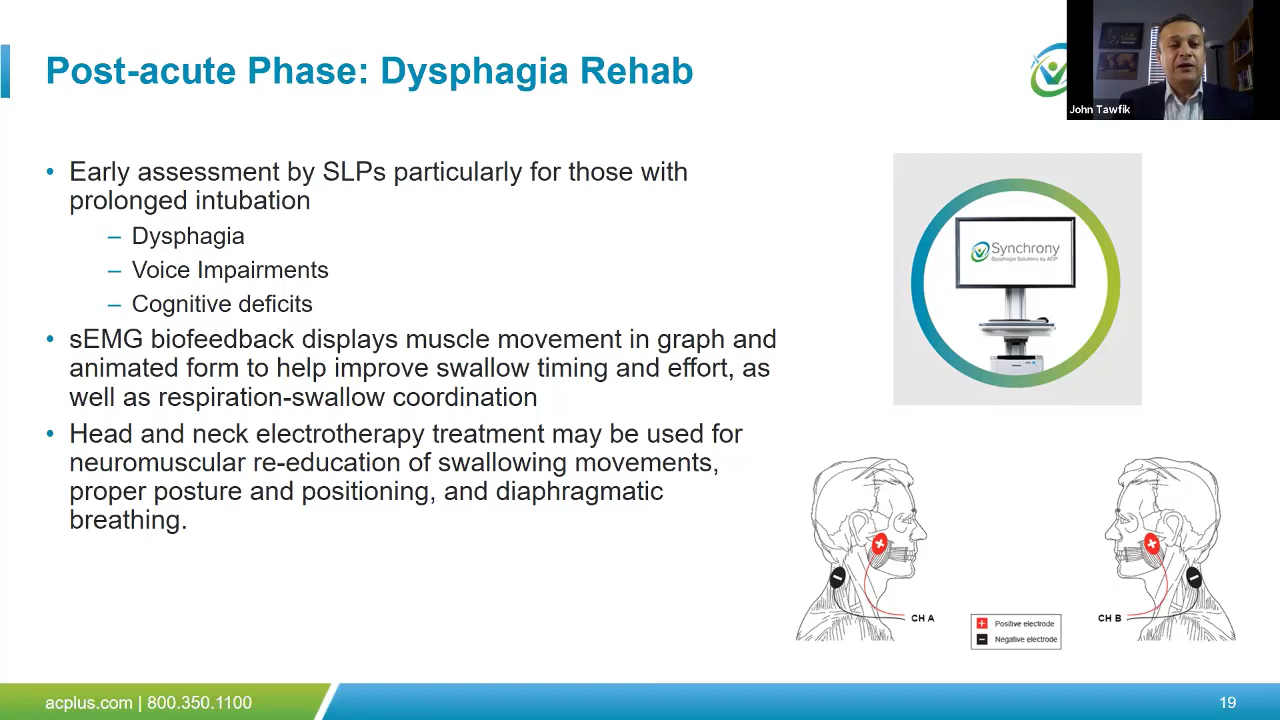 Post-acute Phase: Dysphagia Rehab
John Tawfik
• Early assessment by SLPs particularly for those with
prolonged intubation
– Dysphagia
– Voice Impairments
– Cognitive deficits
• sEMG biofeedback displays muscle movement in graph and
animated form to help improve swallow timing and effort, as
well as respiration-swallow coordination
• Head and neck electrotherapy treatment may be used for
neuromuscular re-education of swallowing movements,
proper posture and positioning, and diaphragmatic
breathing.
Synchrony
Dysphagia Solutions by ACP
CH A
CH B
+ Positive electrode
− Negative electrode
acplus.com | 800.350.1100
19